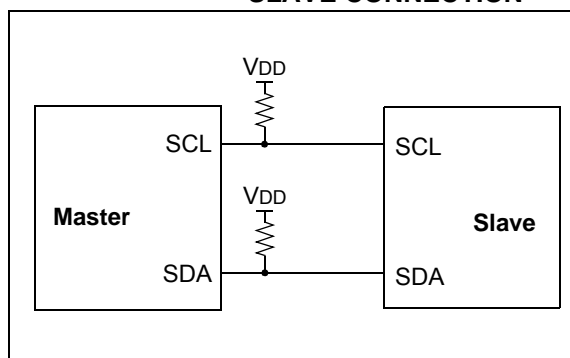 SLAVE CONNECTION
VDD
SCL
SCL
VDD
Master
Slave
SDA
SDA